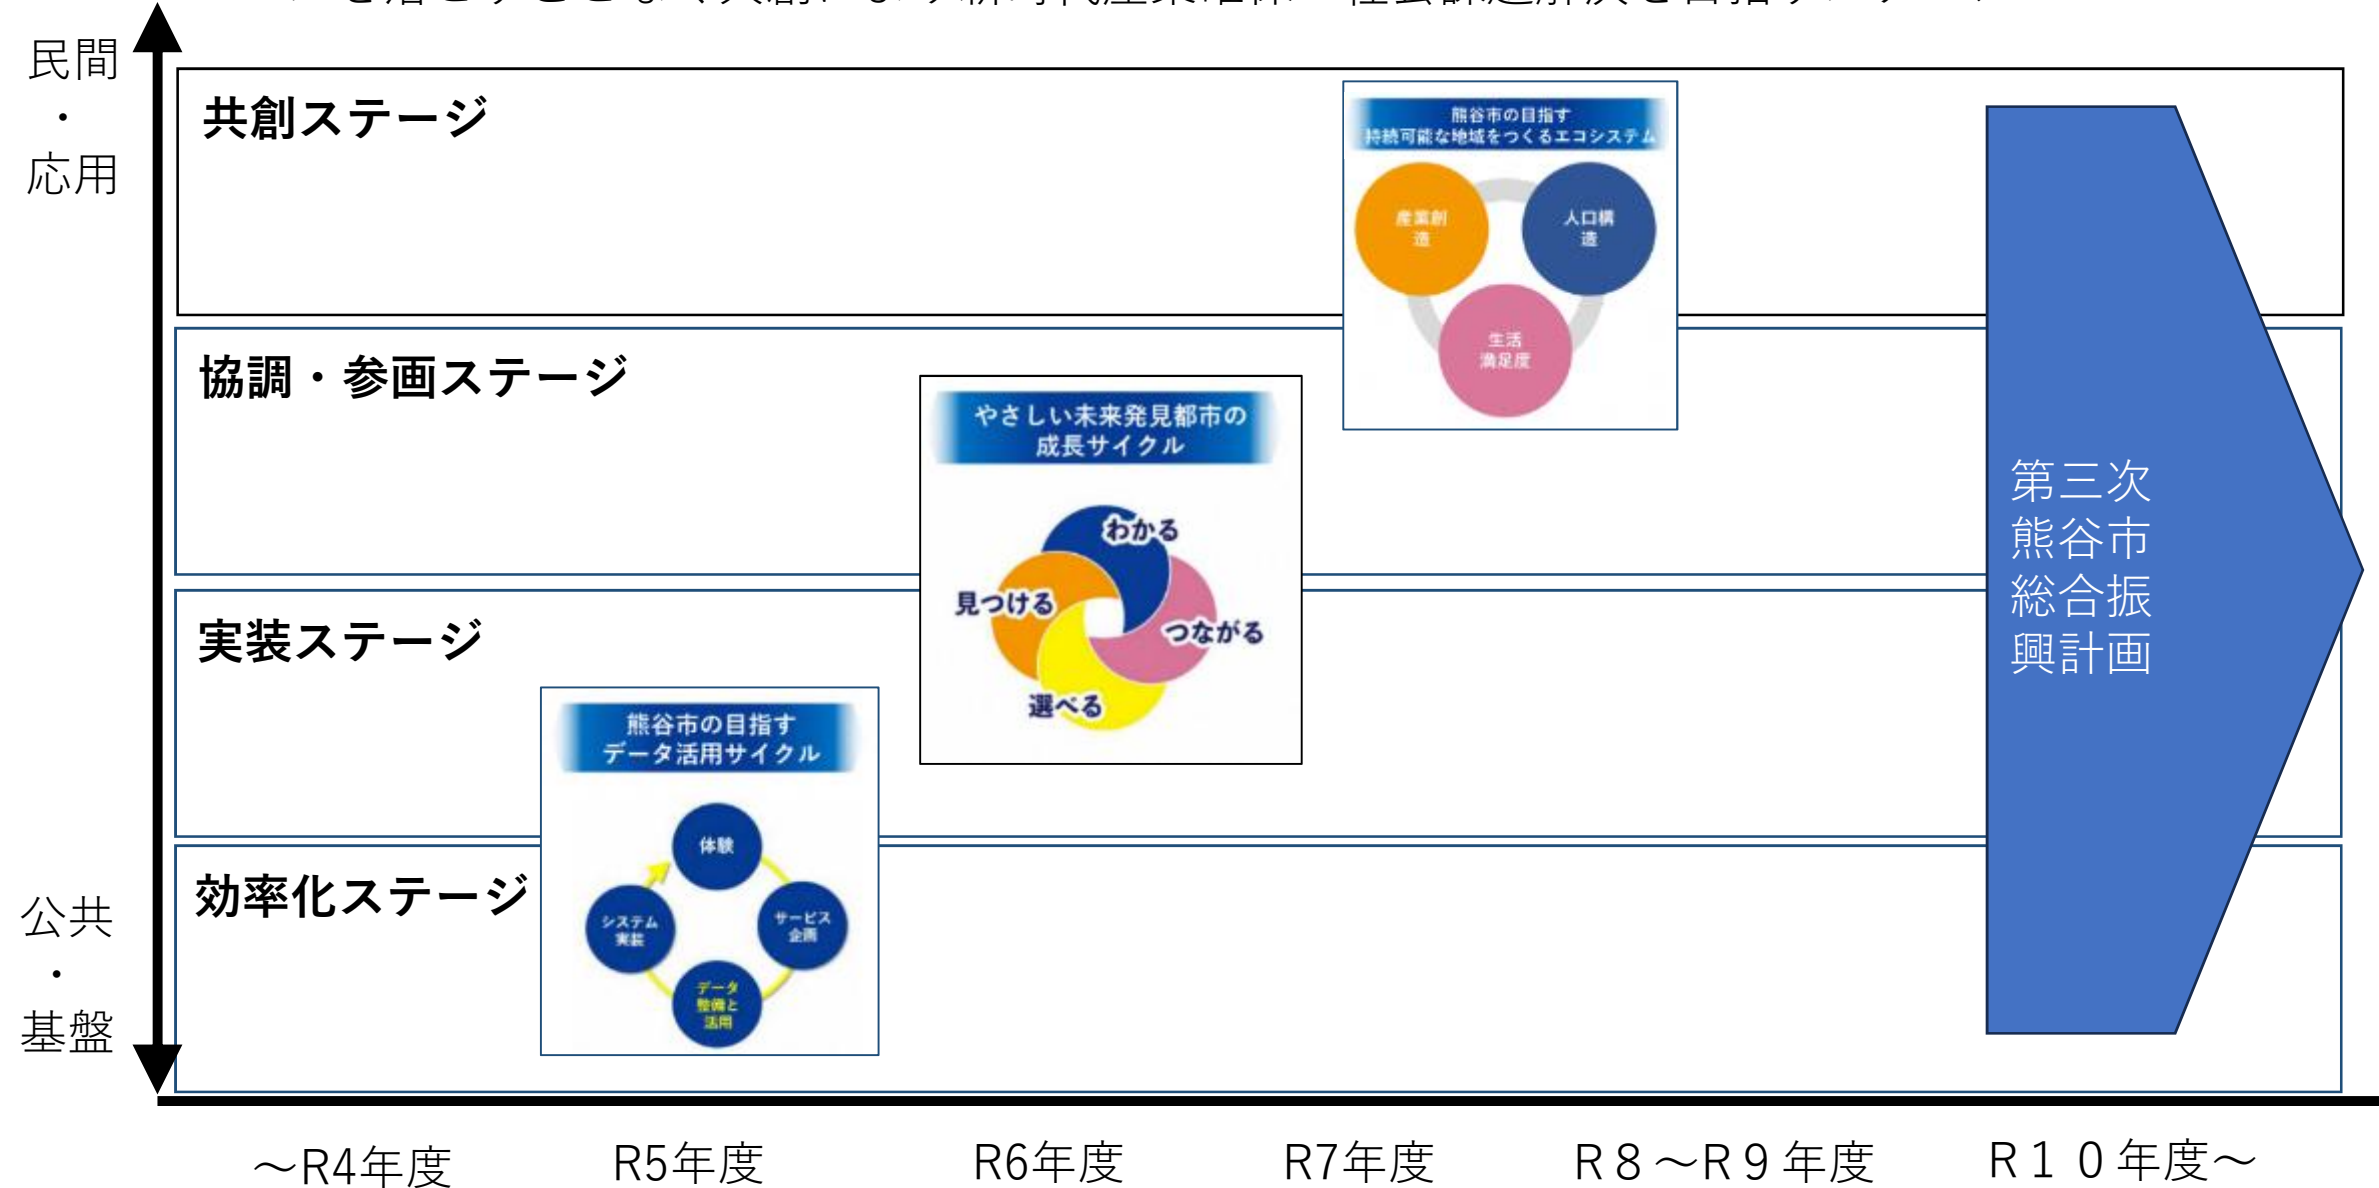 民間
・
応用
共創ステージ
熊谷市の目指す
持続可能な地域をつくるエコシステム
産業創
造
人口構
造
生活
満足度
協調・参画ステージ
やさしい未来発見都市の
成長サイクル
わかる
見つける
つながる
選べる
第三次
熊谷市
総合振
興計画
実装ステージ
熊谷市の目指す
データ活用サイクル
体験
システム
実装
サービス
企画
データ
整備と
活用
効率化ステージ
公共
・
基盤
～R4年度
R5年度
R6年度
R7年度
R８～R９年度
R１０年度～